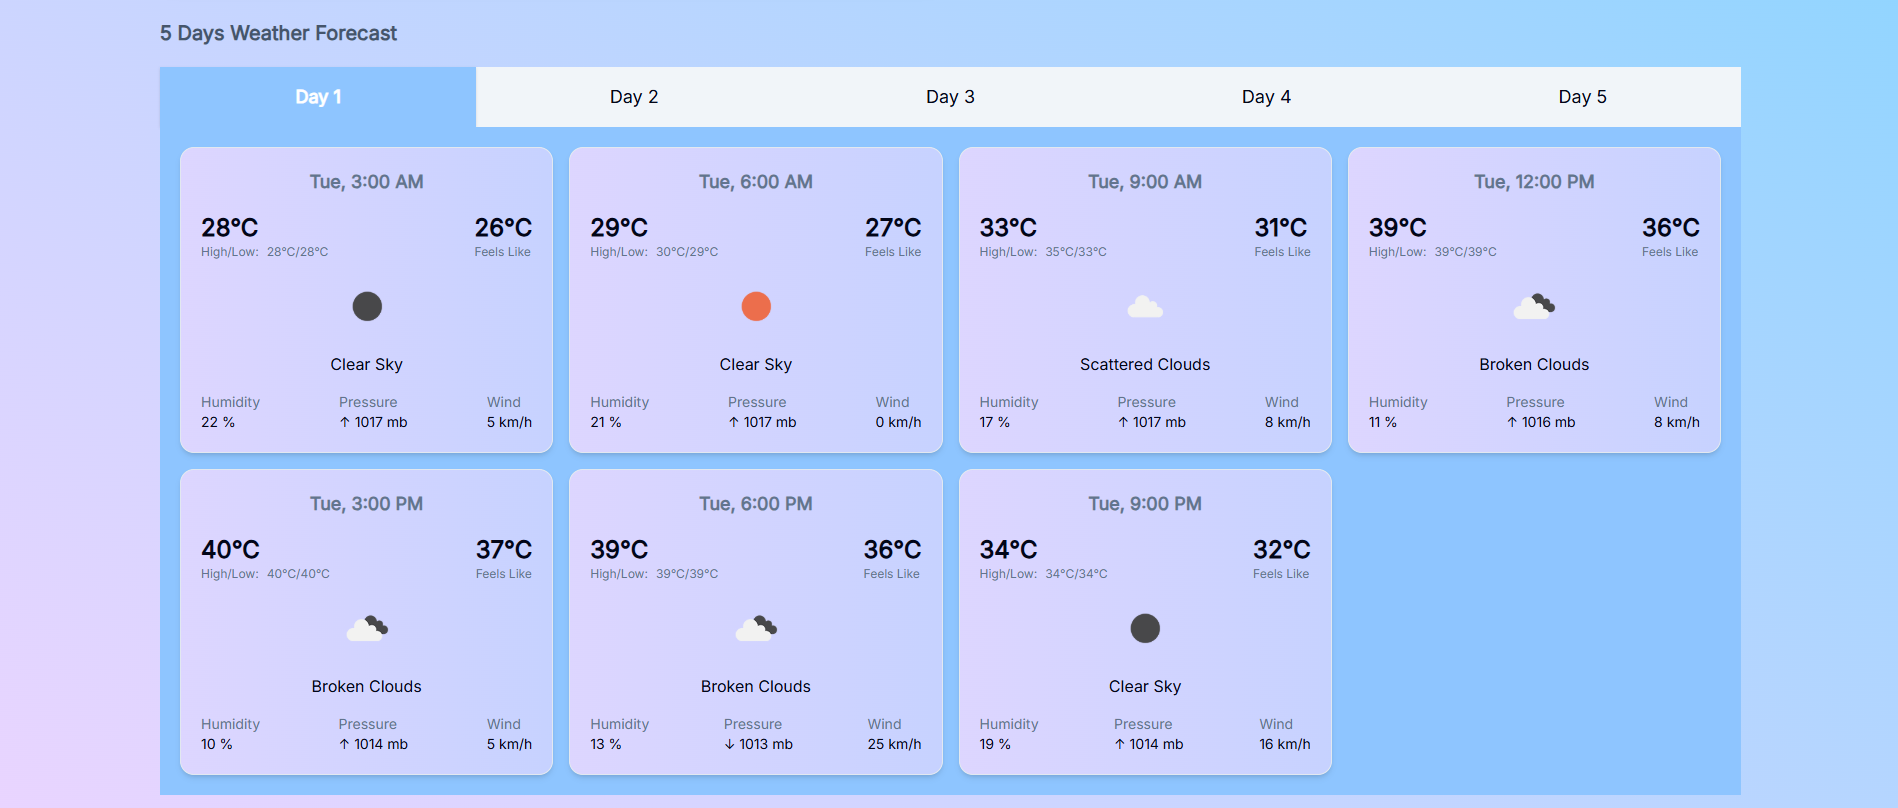 5 Days Weather Forecast
Day 1 Day 2 Day 3 Day 4 Day 5
Tue, 3:00 AM
28°C 26°C
High/Low: 28°C/28°C Feels Like
Clear Sky
Humidity Pressure Wind
22 % ↑ 1017 mb 5 km/h
Tue, 6:00 AM
29°C 27°C
High/Low: 30°C/29°C Feels Like
Clear Sky
Humidity Pressure Wind
21 % ↑ 1017 mb 0 km/h
Tue, 9:00 AM
33°C 31°C
High/Low: 35°C/33°C Feels Like
Scattered Clouds
Humidity Pressure Wind
17 % ↑ 1017 mb 8 km/h
Tue, 12:00 PM
39°C 36°C
High/Low: 39°C/39°C Feels Like
Broken Clouds
Humidity Pressure Wind
11 % ↑ 1016 mb 8 km/h
Tue, 3:00 PM
40°C 37°C
High/Low: 40°C/40°C Feels Like
Broken Clouds
Humidity Pressure Wind
10 % ↑ 1014 mb 5 km/h
Tue, 6:00 PM
39°C 36°C
High/Low: 39°C/39°C Feels Like
Broken Clouds
Humidity Pressure Wind
13 % ↓ 1013 mb 25 km/h
Tue, 9:00 PM
34°C 32°C
High/Low: 34°C/34°C Feels Like
Clear Sky
Humidity Pressure Wind
19 % ↑ 1014 mb 16 km/h